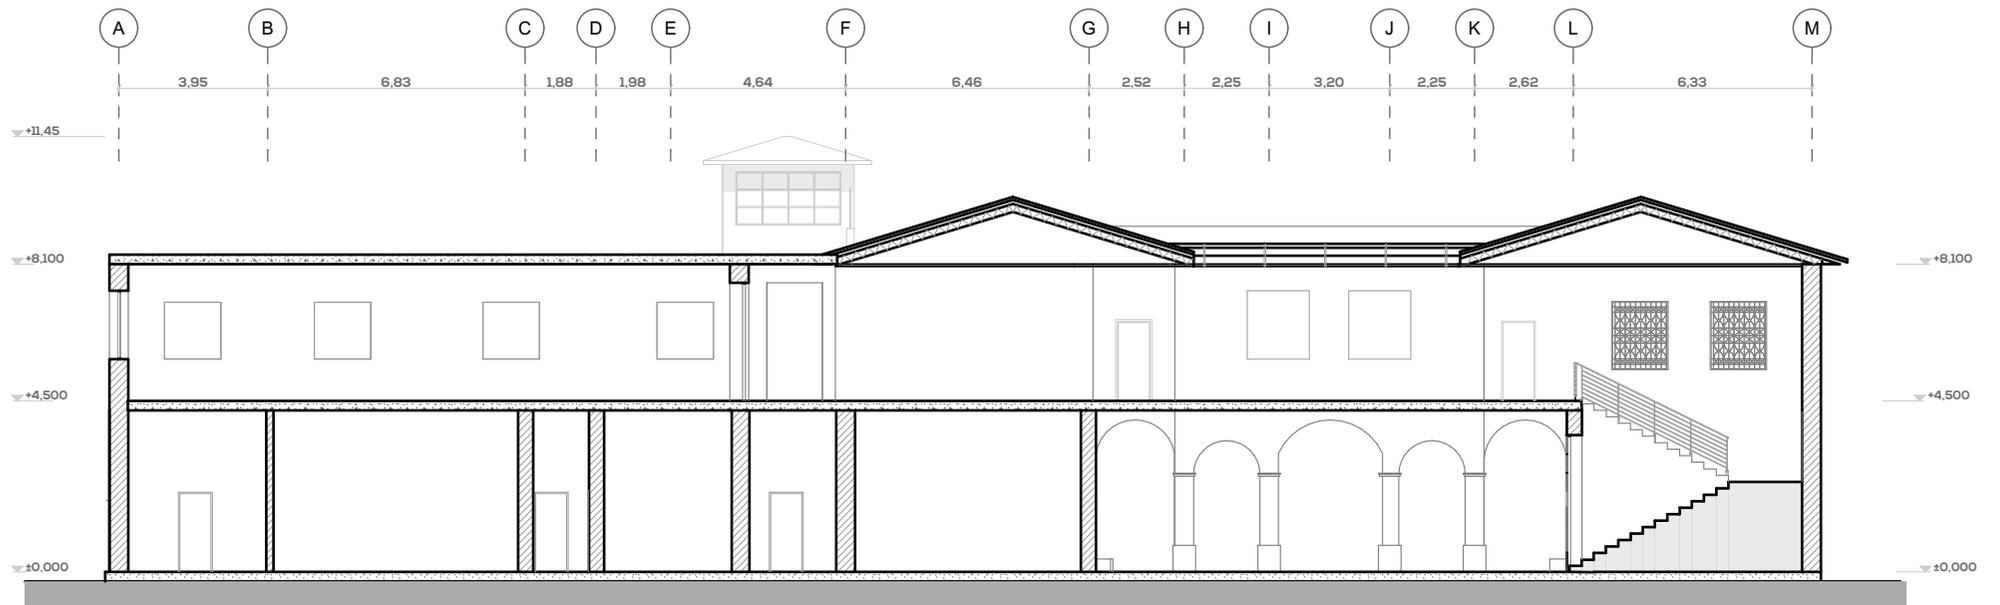 A B C D E F G H I J K L M
3,95 6,83 1,88 1,98 4,64 6,46 2,52 2,25 3,20 2,25 2,62 6,33
+11,45
+8,100 +8,100
+4,500 +4,500
±0,000 ±0,000